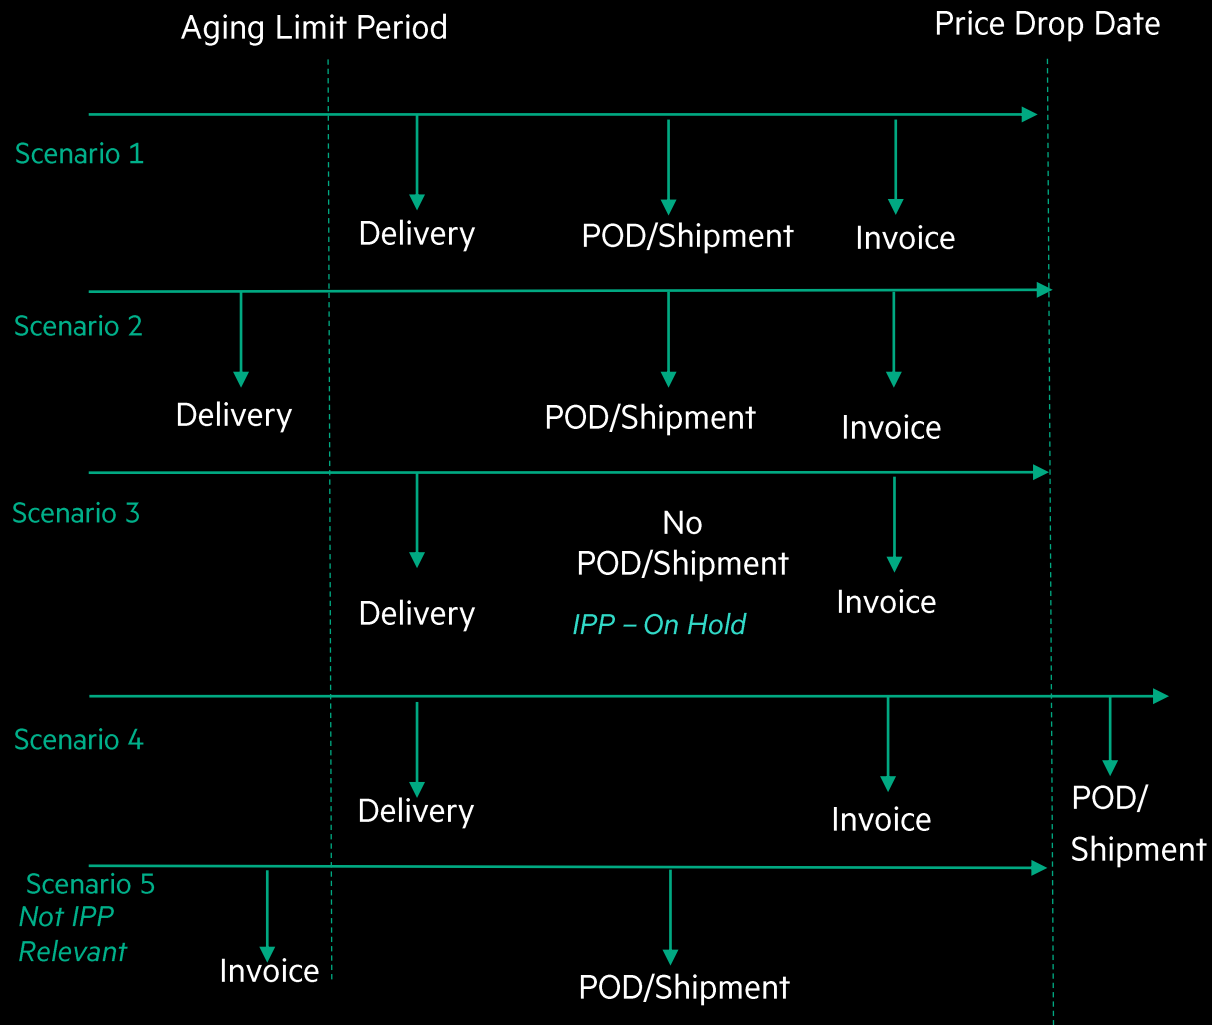 Aging Limit Period
Price Drop Date
Scenario 1
Delivery
POD/Shipment
Invoice
Scenario 2
Delivery
POD/Shipment
Invoice
Scenario 3
No
POD/Shipment
IPP – On Hold
Delivery
Invoice
Scenario 4
Delivery
Invoice
POD/
Shipment
Scenario 5
Not IPP
Relevant
Invoice
POD/Shipment